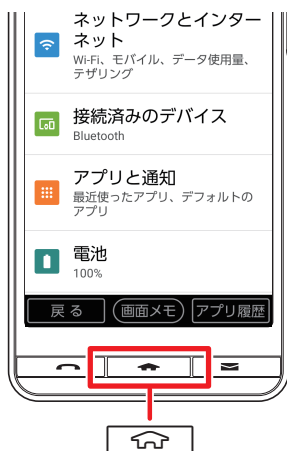 ネットワークとインター
ネット
Wi-Fi、モバイル、データ使用量、
テザリング
接続済みのデバイス
Bluetooth
アプリと通知
最近使ったアプリ、デフォルトの
アプリ
電池
100%
戻る 画面メモ アプリ履歴